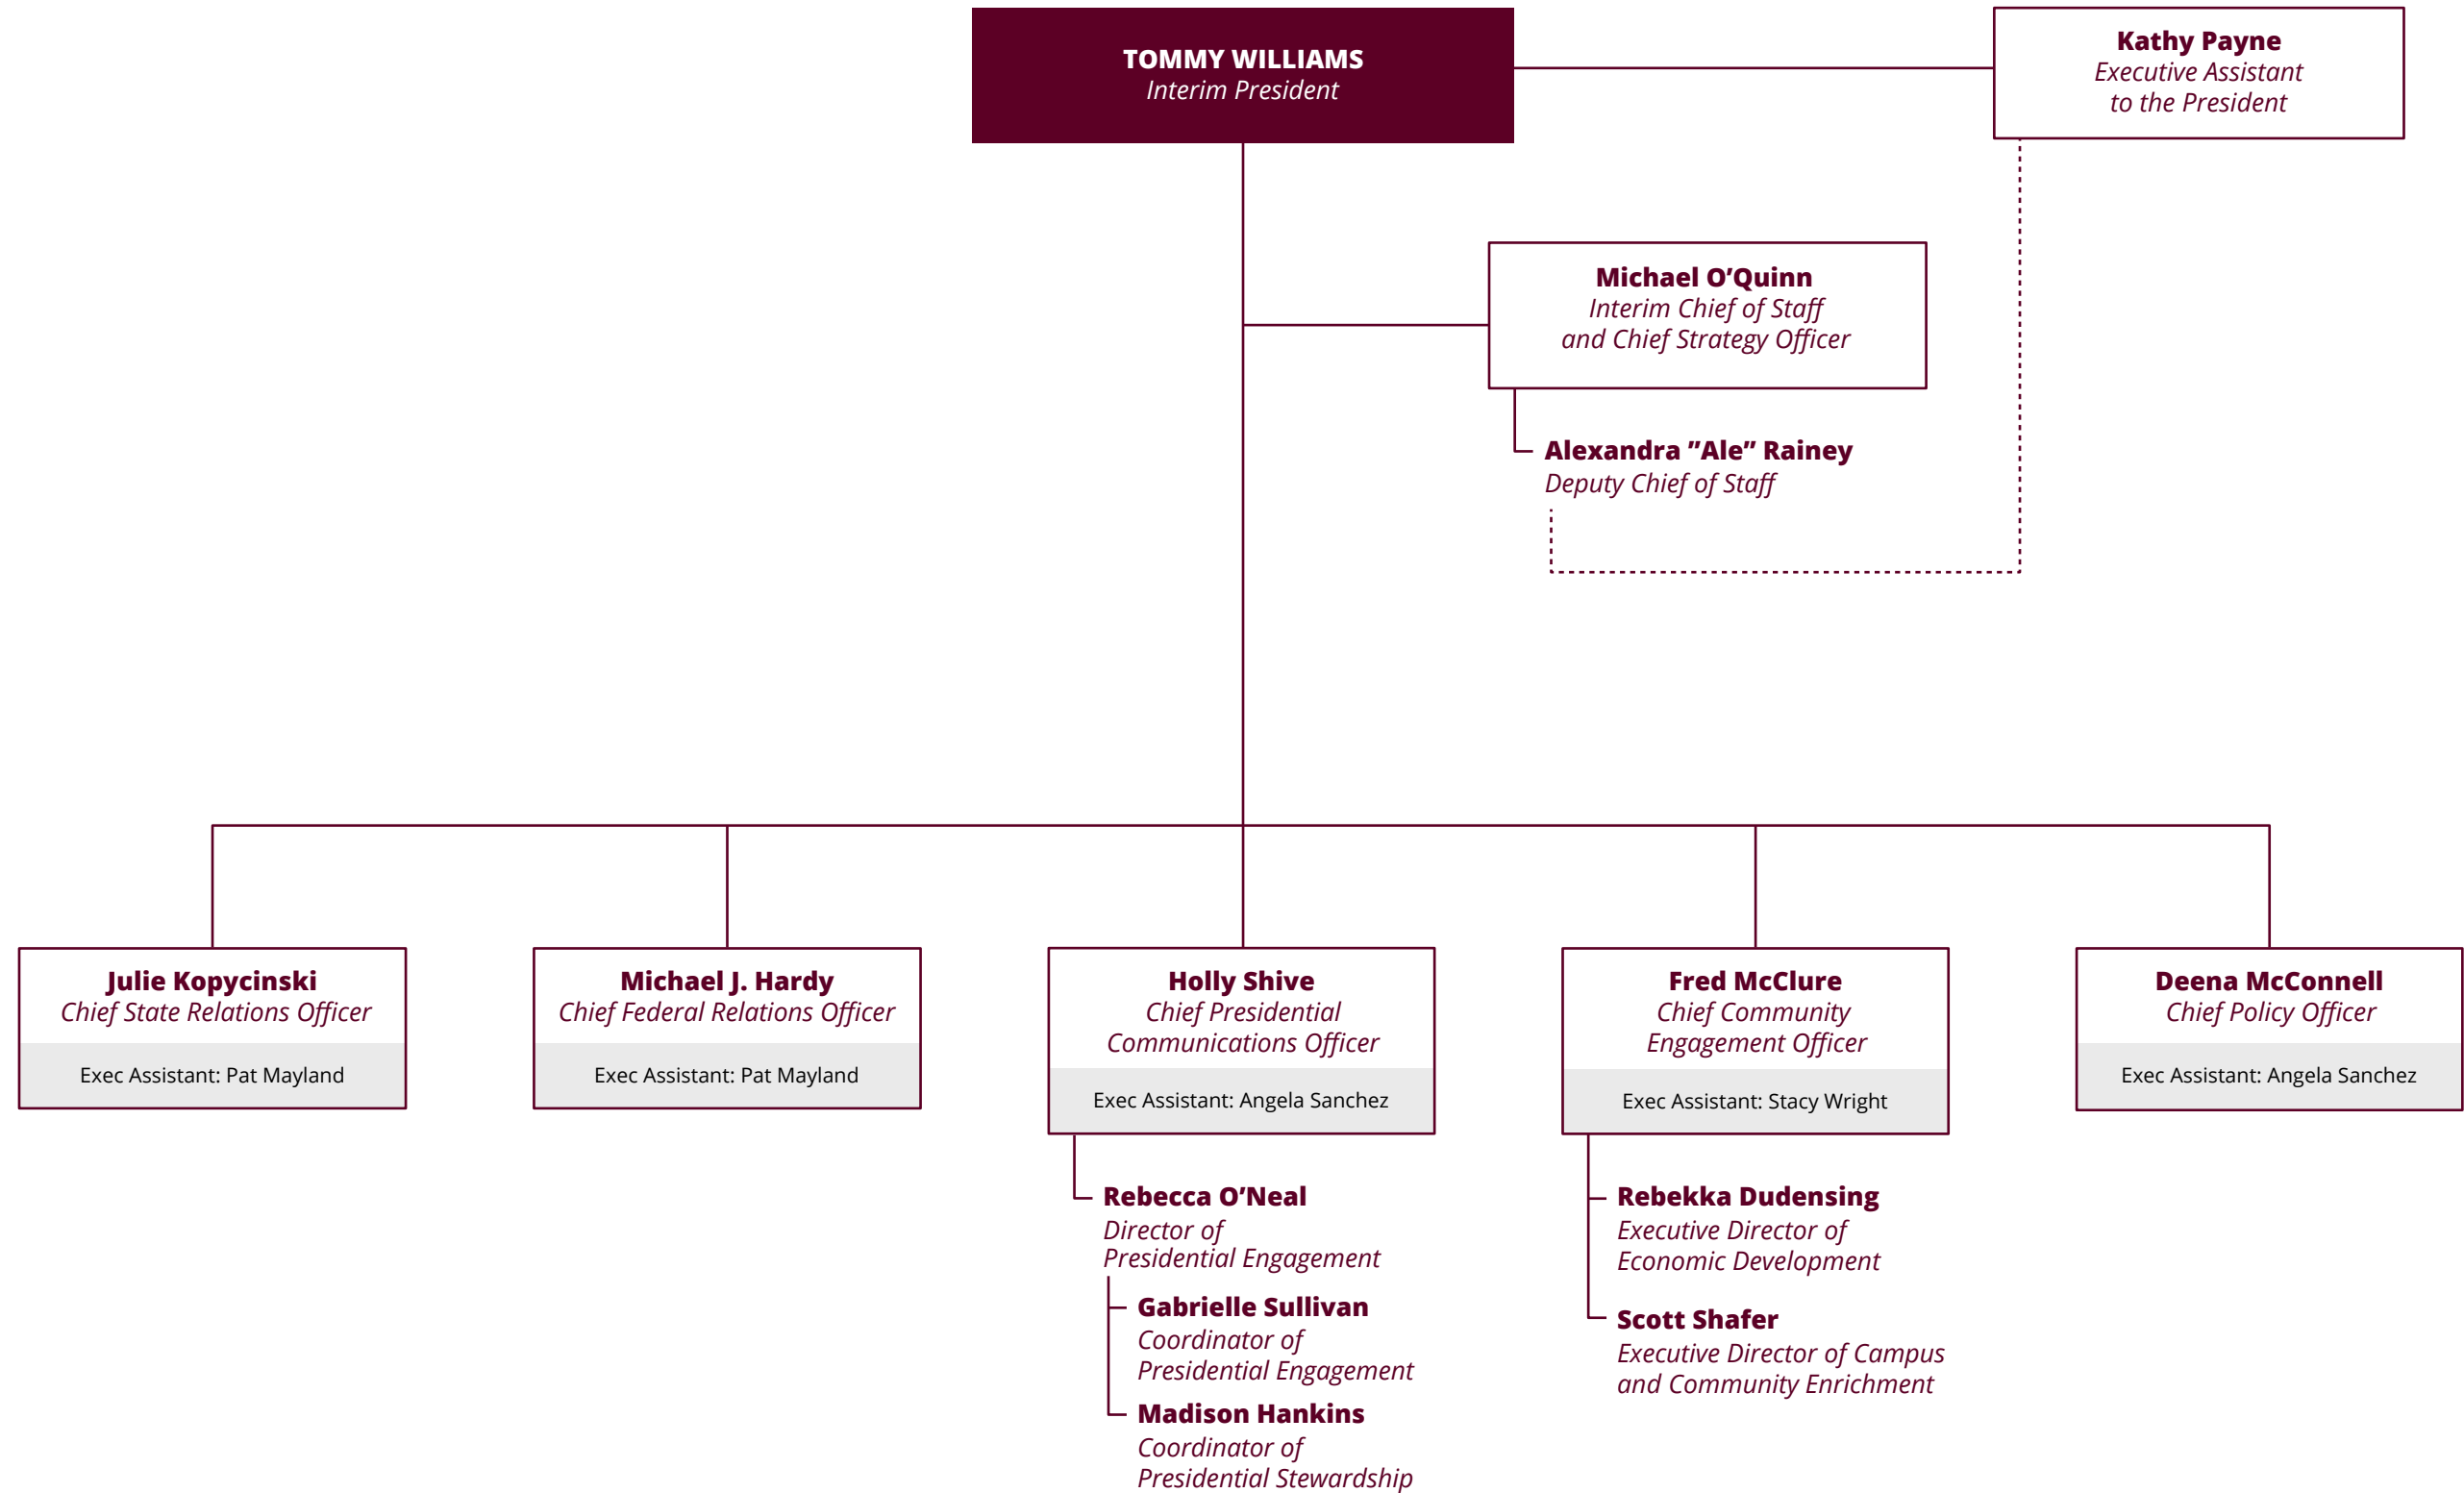 TOMMY WILLIAMS
Interim President
Kathy Payne
Executive Assistant
to the President
Michael O’Quinn
Interim Chief of Staff
and Chief Strategy Officer
Alexandra ”Ale” Rainey
Deputy Chief of Staff
Julie Kopycinski
Chief State Relations Officer
Exec Assistant: Pat Mayland
Michael J. Hardy
Chief Federal Relations Officer
Exec Assistant: Pat Mayland
Holly Shive
Chief Presidential
Communications Officer
Exec Assistant: Angela Sanchez
Rebecca O’Neal
Director of
Presidential Engagement
Gabrielle Sullivan
Coordinator of
Presidential Engagement
Madison Hankins
Coordinator of
Presidential Stewardship
Fred McClure
Chief Community
Engagement Officer
Exec Assistant: Stacy Wright
Rebekka Dudensing
Executive Director of
Economic Development
Scott Shafer
Executive Director of Campus
and Community Enrichment
Deena McConnell
Chief Policy Officer
Exec Assistant: Angela Sanchez